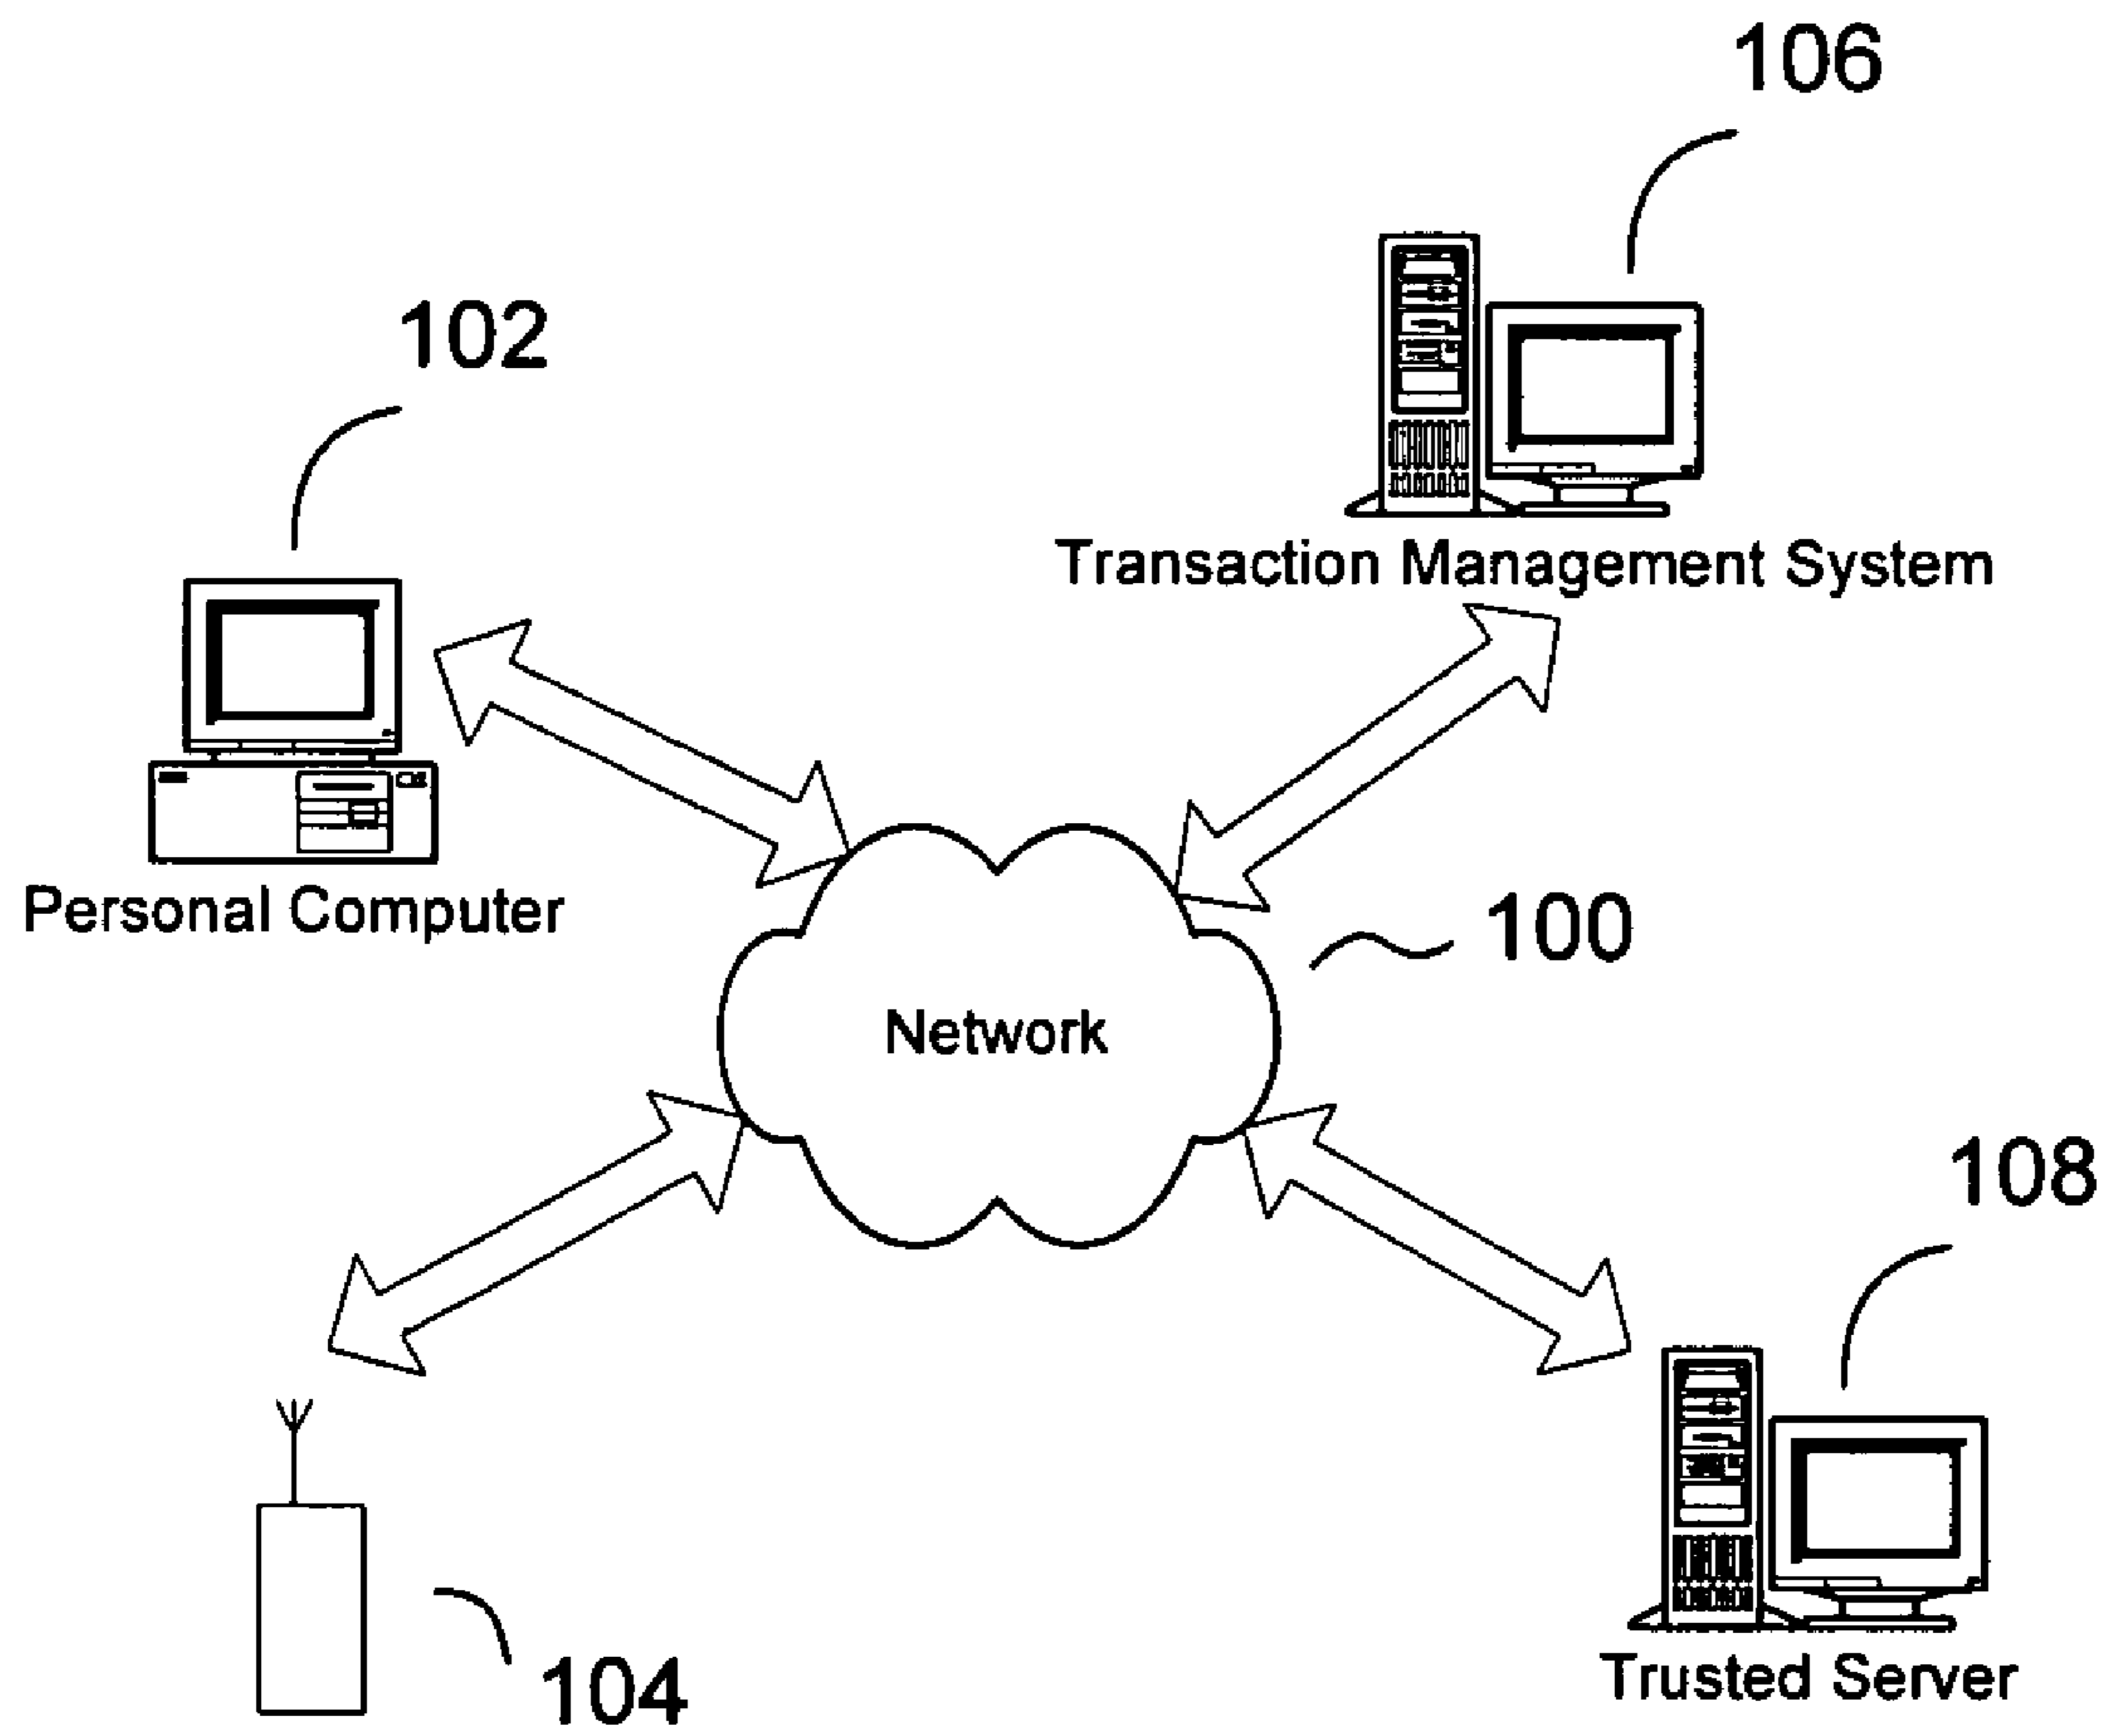 106
102
Transaction Management System
Personal Computer
100
Network
108
104
Trusted Server